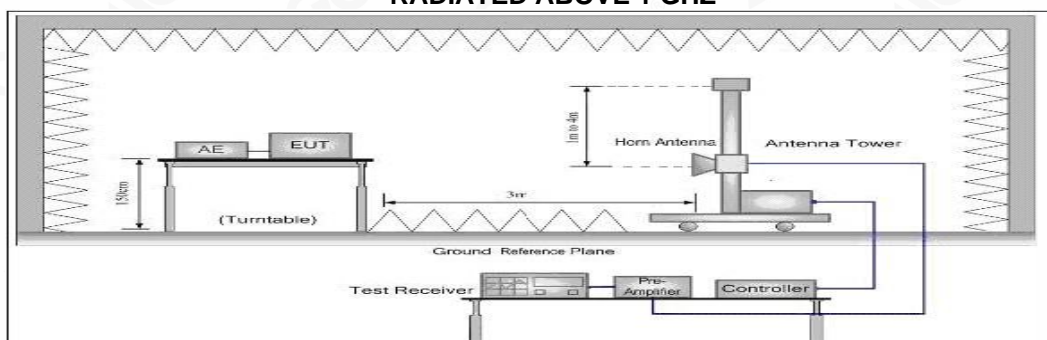 RADIATED ABOVE 1 GHZ
1m to 4m
Horn Antenna
Antenna Tower
AE
EUT
150cm
3m
(Turntable)
Ground Reference Plane
Test Receiver
Pre-
Amplifier
Controller